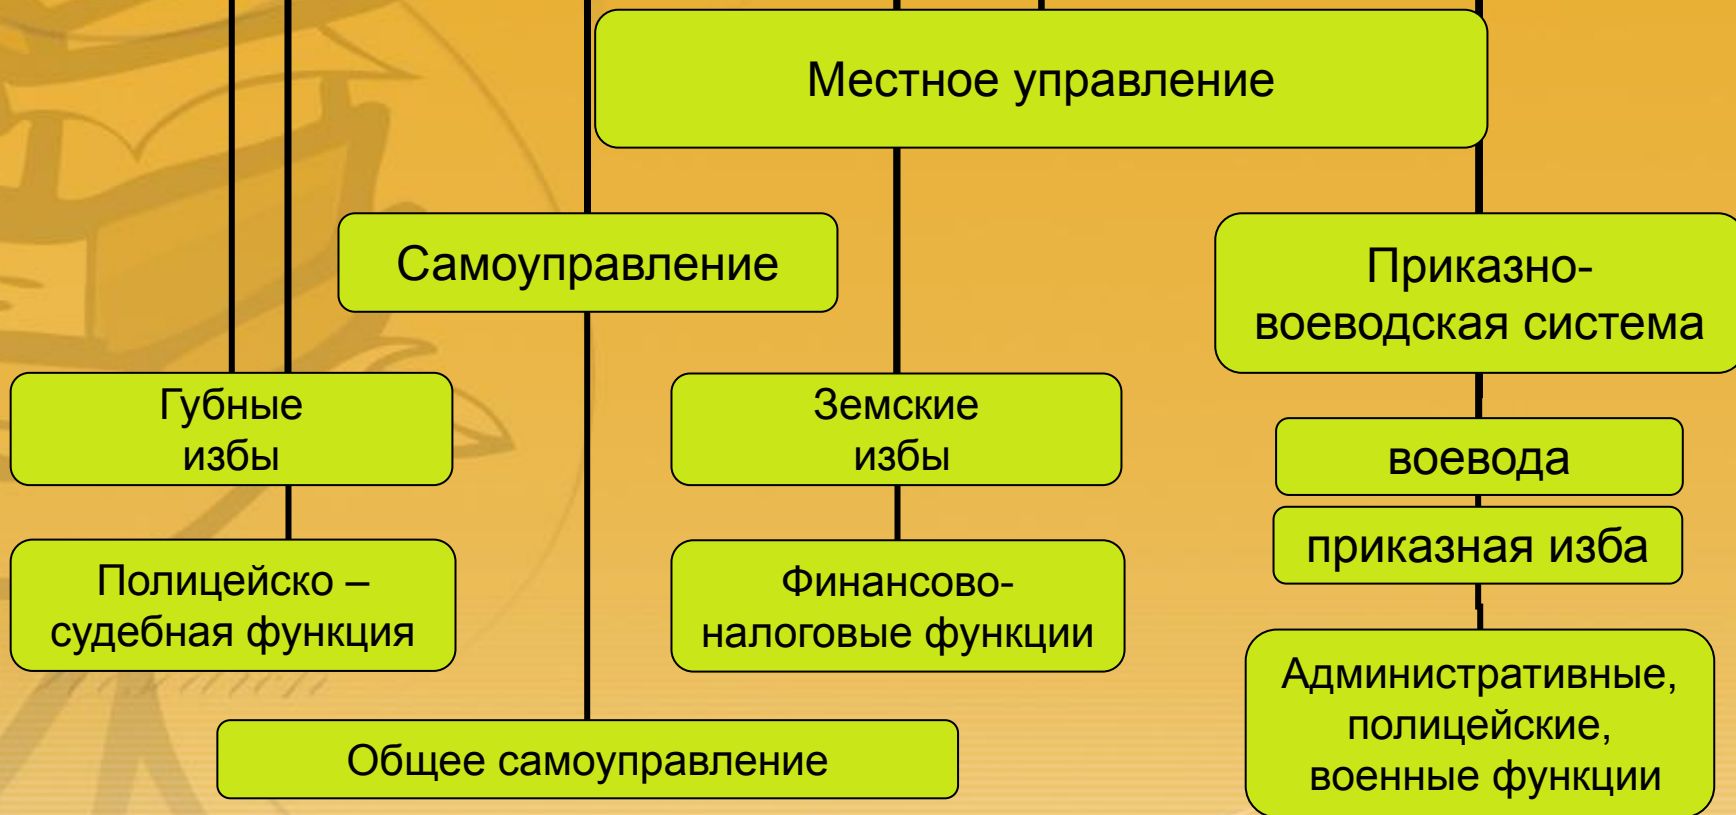 Местное управление
Самоуправление
Приказно-
воеводская система
Губные
избы
Земские
избы
воевода
приказная изба
Полицейско –
судебная функция
Финансово-
налоговые функции
Административные,
полицейские,
военные функции
Общее самоуправление